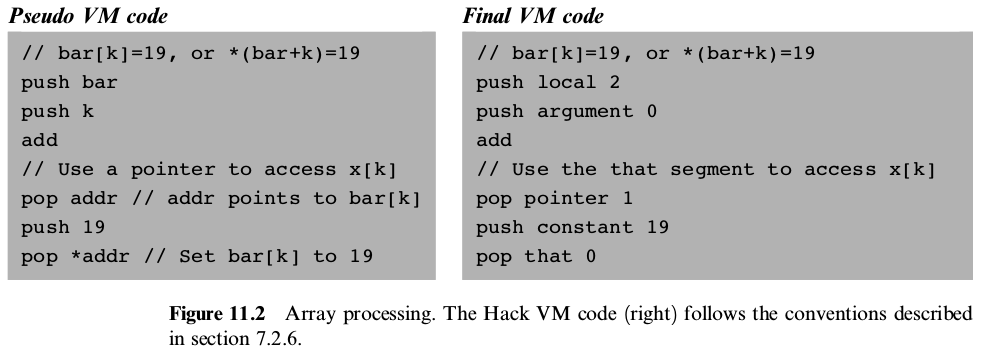 Pseudo VM code
// bar[k]=19, or *(bar+k)=19
push bar
push k
add
// Use a pointer to access x[k]
pop addr // addr points to bar[k]
push 19
pop *addr // Set bar[k] to 19
Final VM code
// bar[k]=19, or *(bar+k)=19
push local 2
push argument 0
add
// Use the that segment to access x[k]
pop pointer 1
push constant 19
pop that 0
Figure 11.2 Array processing. The Hack VM code (right) follows the conventions described
in section 7.2.6.